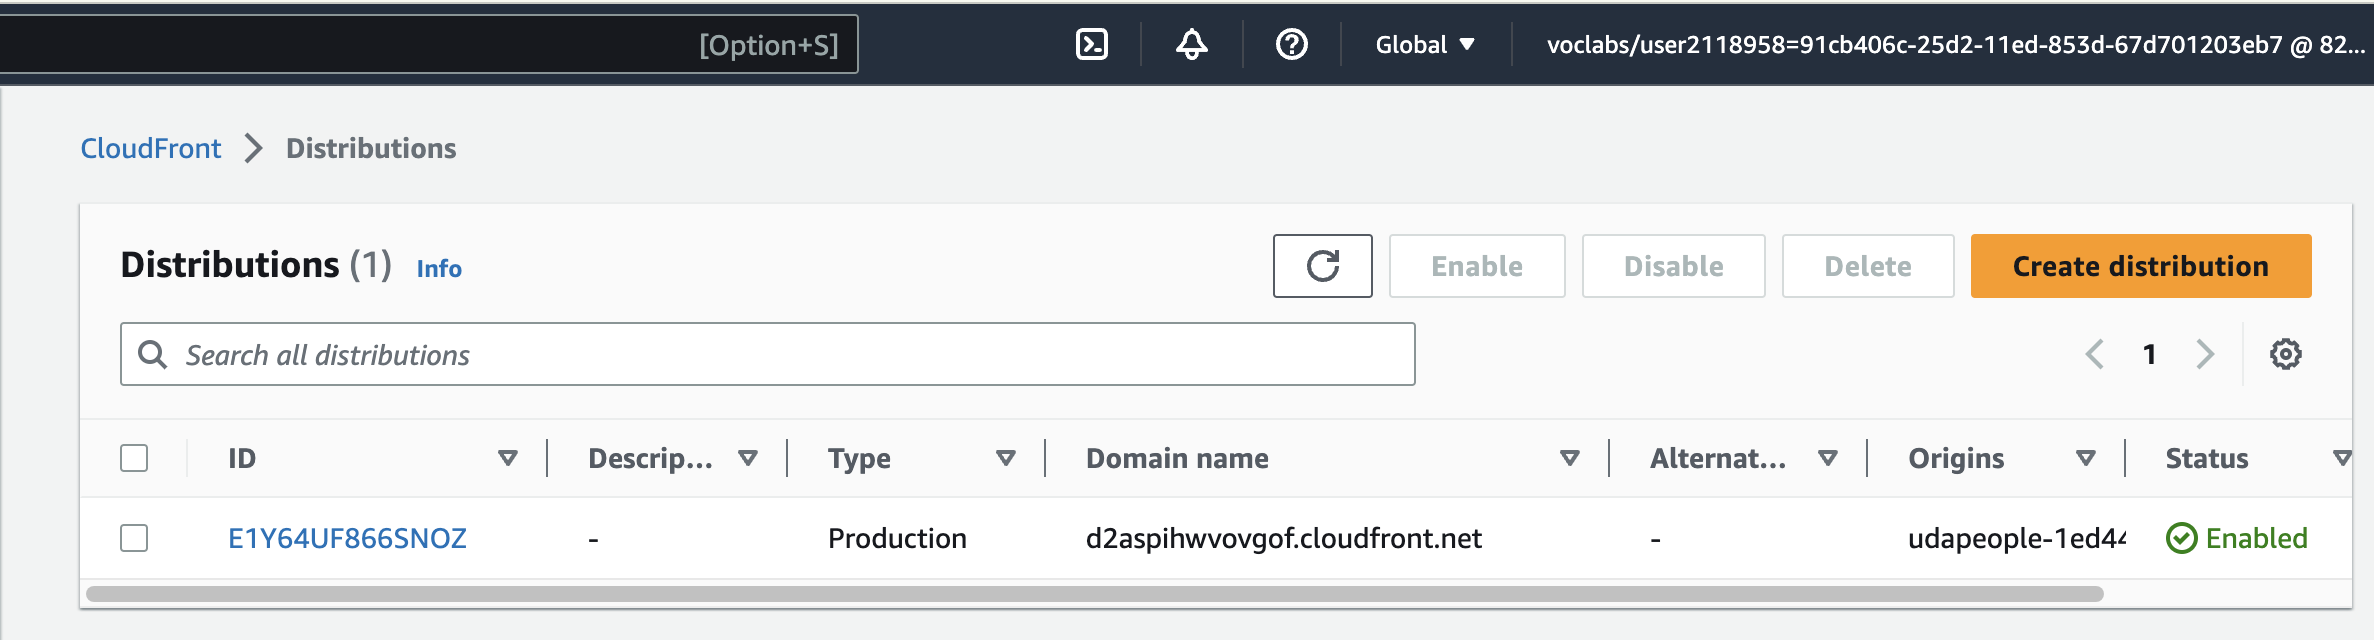 [Option+S] Global voclabs/user2118958=91cb406c-25d2-11ed-853d-67d701203eb7 @ 82...
CloudFront Distributions
Distributions (1) Info Enable Disable Delete Create distribution
Search all distributions 1
ID Descrip... Type Domain name Alternat... Origins Status
E1Y64UF866SNOZ - Production d2aspihwvovgof.cloudfront.net - udapeople-1ed44 Enabled